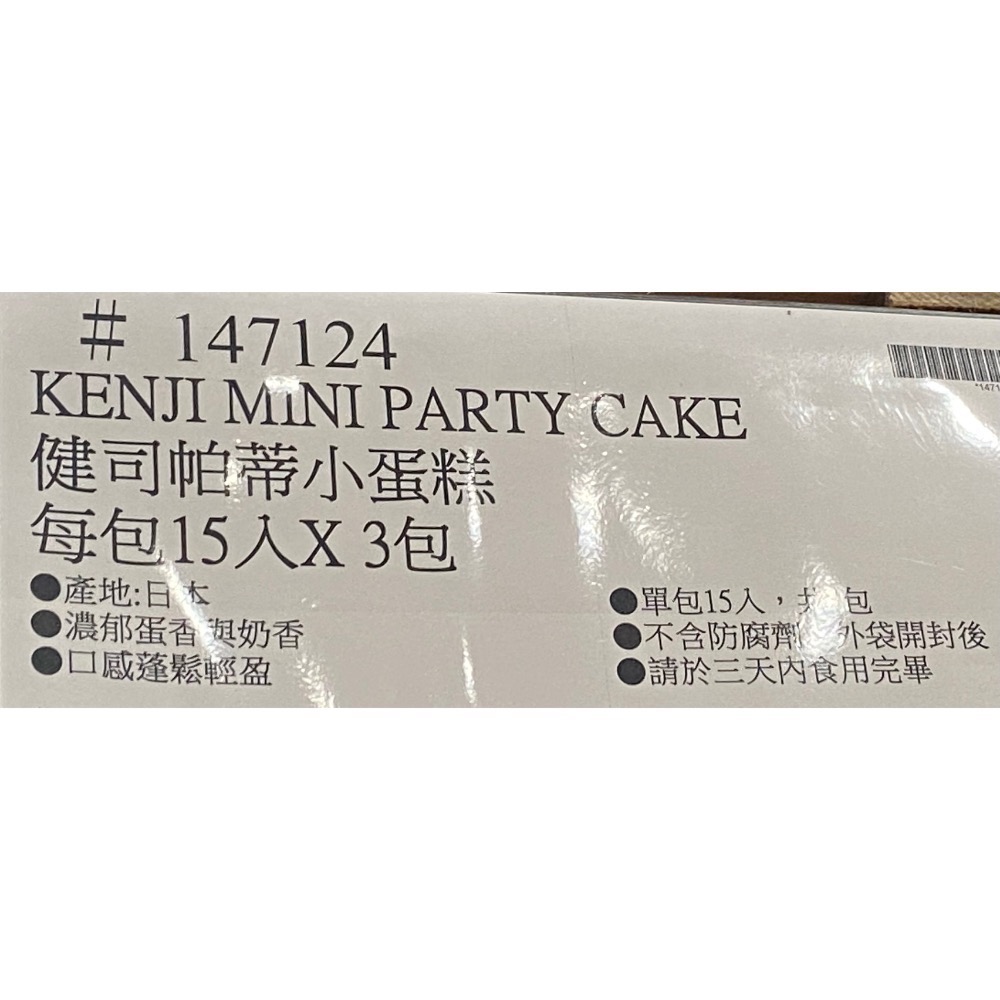 # 147124
KENJI MINI PARTY CAKE
健司帕蒂小蛋糕
每包15入X 3包
●產地:日本
●濃郁蛋香與奶香
●口感蓬鬆輕盈
●單包15入，共 包
●不含防腐劑 外袋開封後
●請於三天內食用完畢